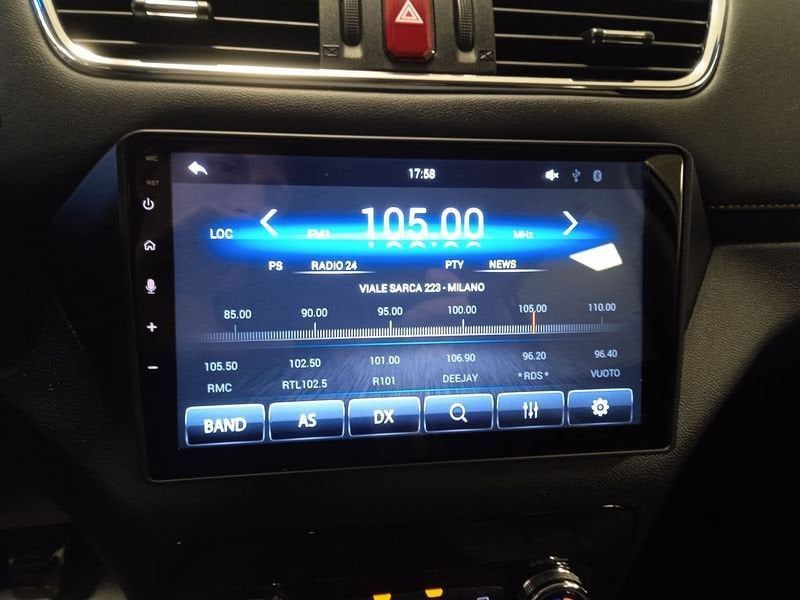 MIC
17:58
RST
LOC FM1 105.00 MHz
PS RADIO 24 PTY NEWS
VIALE SARCA 223 - MILANO
85.00 90.00 95.00 100.00 105.00 110.00
105.50 102.50 101.00 106.90 96.20 96.40
RMC RTL102.5 R101 DEEJAY *RDS* VUOTO
BAND AS DX